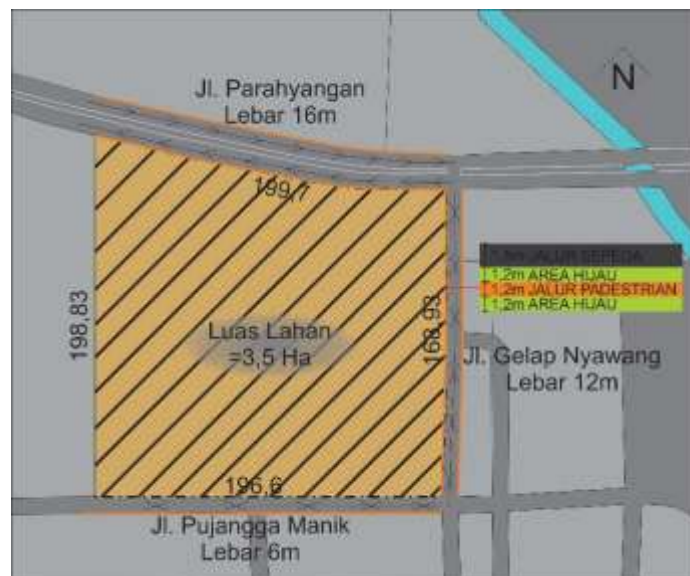 N
Jl. Parahyangan
Lebar 16m
199,7
JALUR SEPEDA
1,2m AREA HIJAU
1,2m JALUR PADESTRIAN
1,2m AREA HIJAU
198,83
Luas Lahan
=3,5 Ha
168,93
Jl. Gelap Nyawang
Lebar 12m
196,6
Jl. Pujangga Manik
Lebar 6m